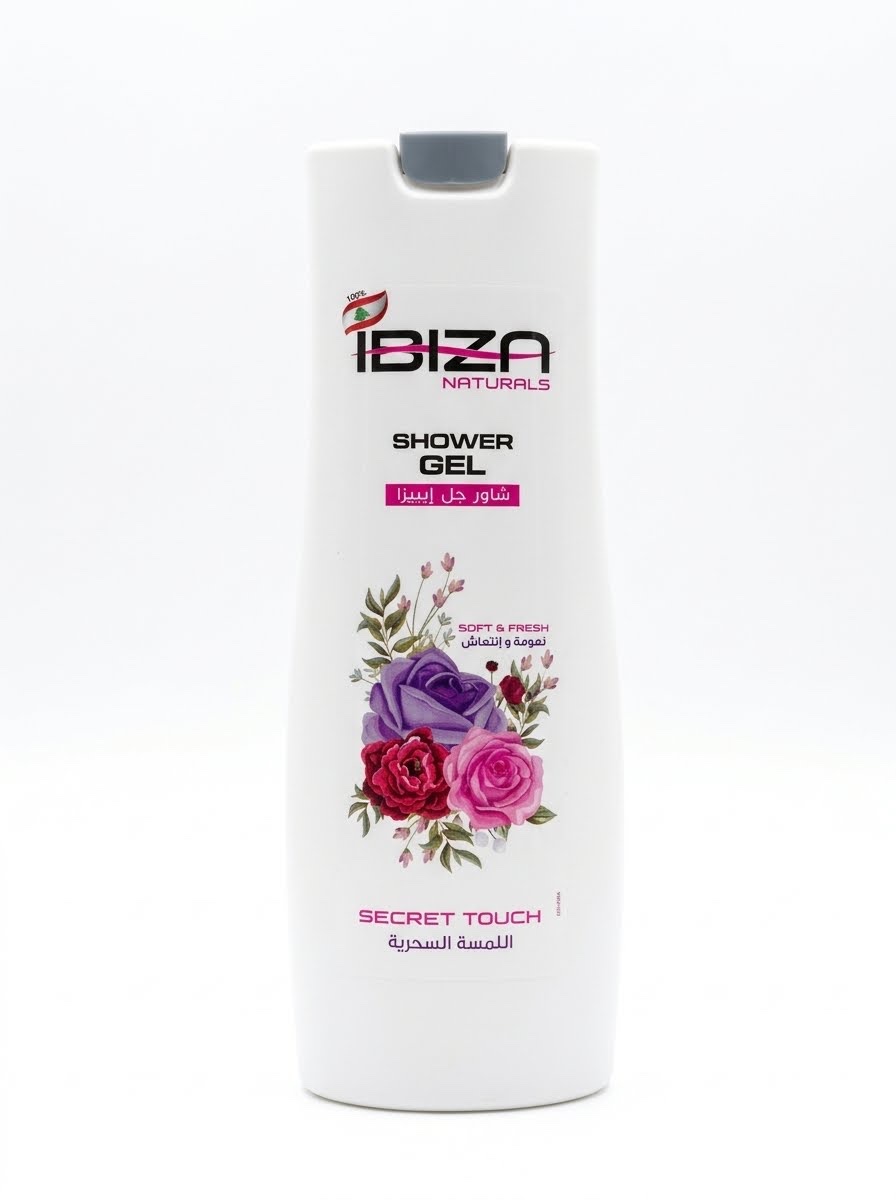 100%
IBIZA
NATURALS
SHOWER
GEL
شاور جل إيبيزا
SOFT & FRESH
نعومة و إنتعاش
SECRET TOUCH
اللمسة السحرية